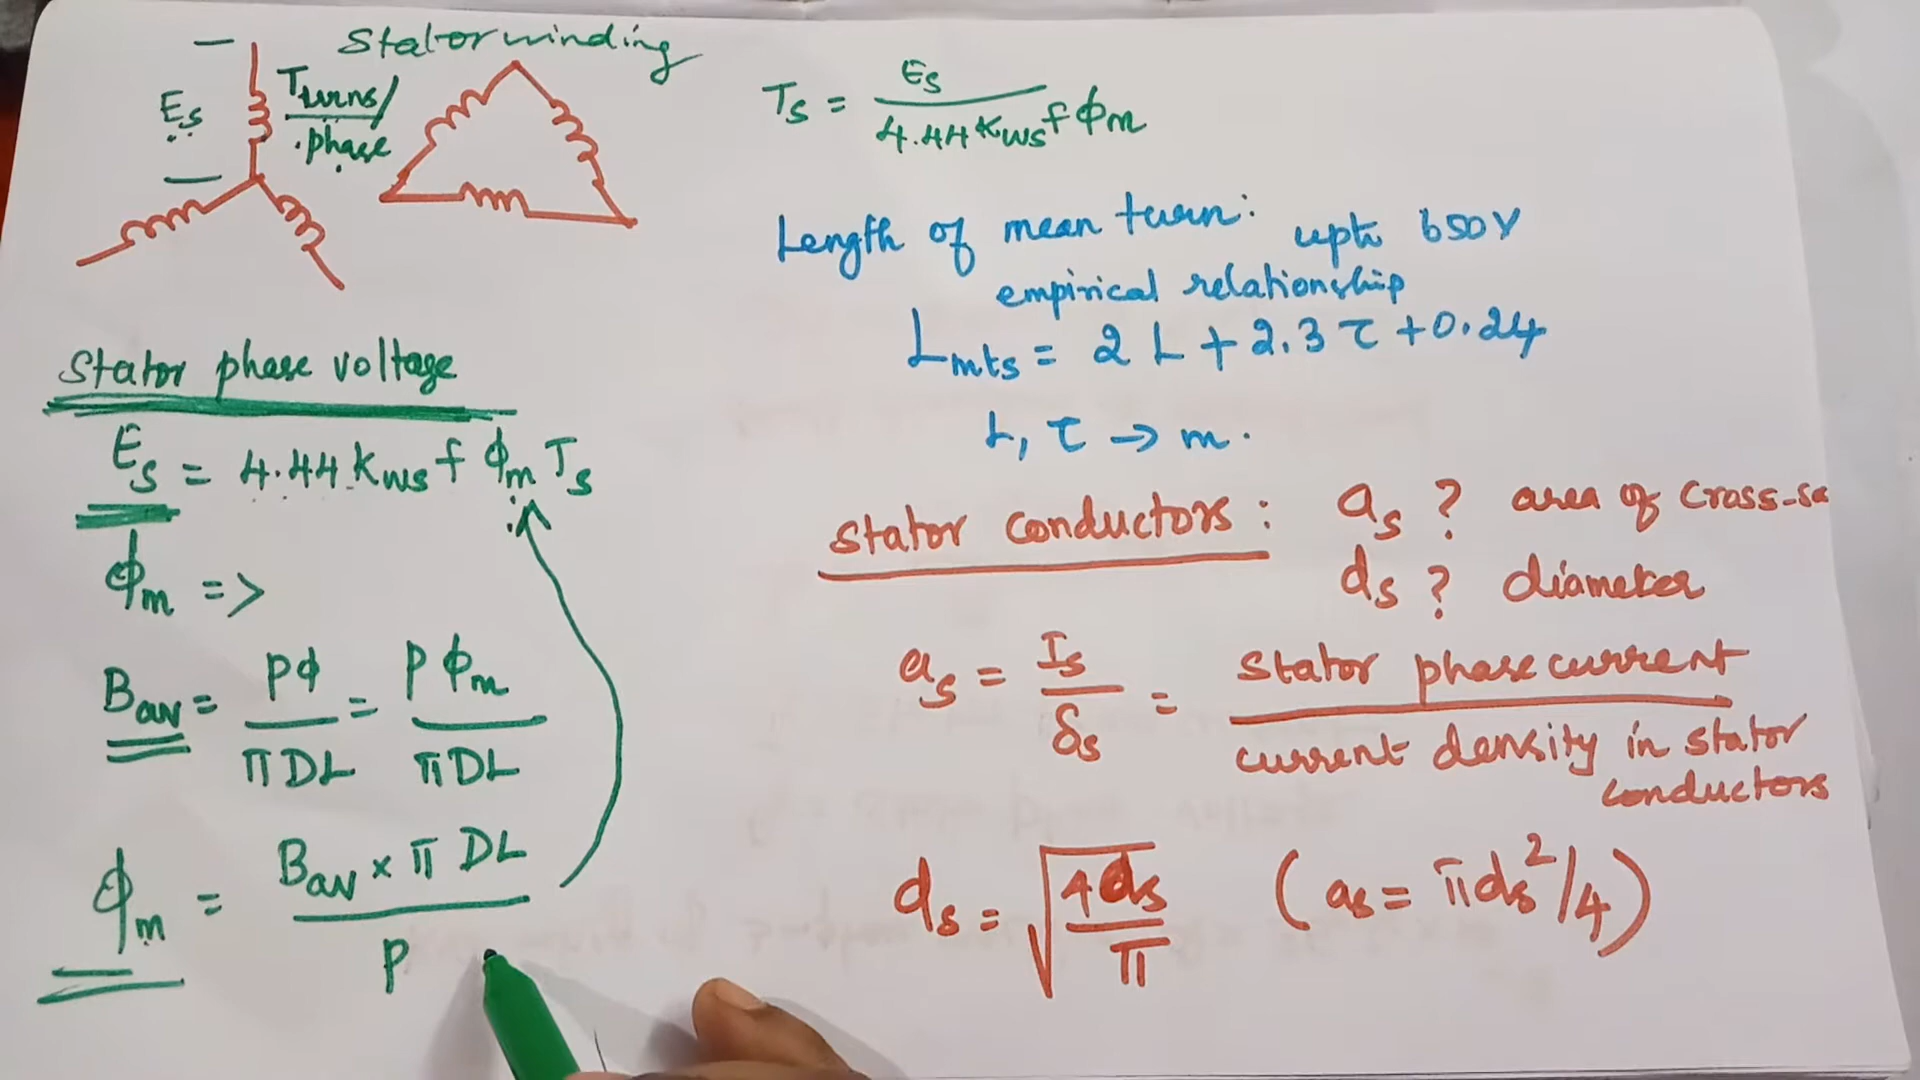 Stator winding
Es
Turns/
phase
Stator phase voltage
Es = 4.44 Kws f ϕm Ts
ϕm =>
Bav = Pϕ / πDL = Pϕm / πDL
ϕm = Bav × πDL / P
Ts = Es / 4.44 Kws f ϕm
Length of mean turn: upto 650V
empirical relationship
Lmts = 2L + 2.3τ + 0.24
L, τ → m.
Stator conductors: as ? area of cross-se
ds ? diameter
as = Is / δs = Stator phase current / current density in stator conductors
ds = √(4as / π) (as = πds²/4)